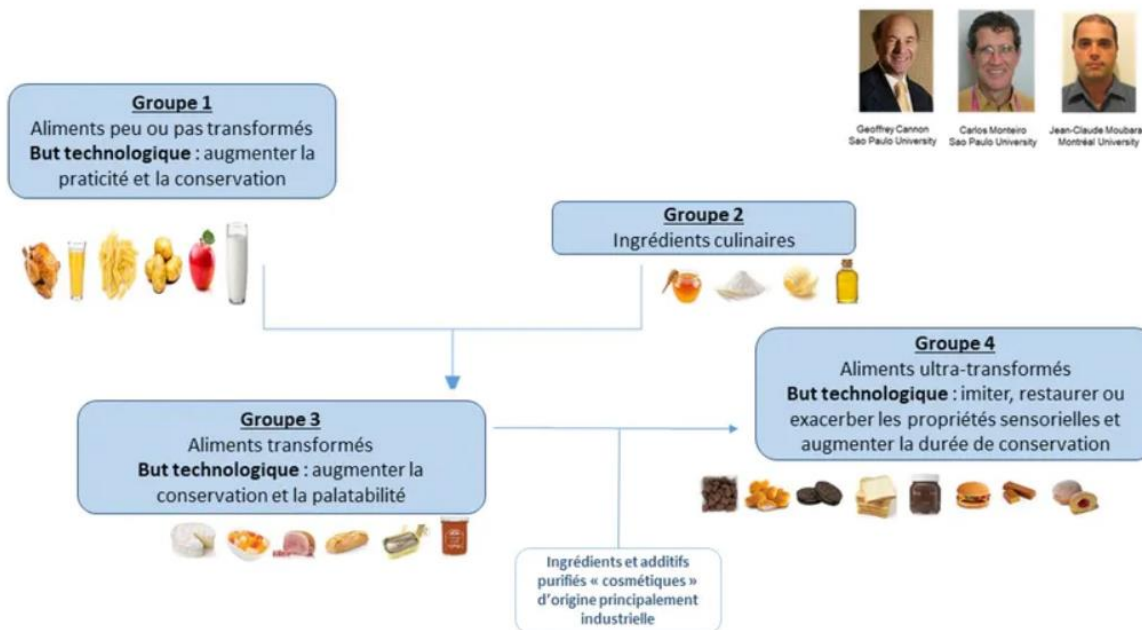 Geoffrey Cannon
Sao Paulo University
Carlos Monteiro
Sao Paulo University
Jean-Claude Moubara
Montréal University
Groupe 1
Aliments peu ou pas transformés
But technologique : augmenter la
praticité et la conservation
Groupe 2
Ingrédients culinaires
Groupe 3
Aliments transformés
But technologique : augmenter la
conservation et la palatabilité
Groupe 4
Aliments ultra-transformés
But technologique : imiter, restaurer ou
exacerber les propriétés sensorielles et
augmenter la durée de conservation
Ingrédients et additifs
purifiés « cosmétiques »
d'origine principalement
industrielle